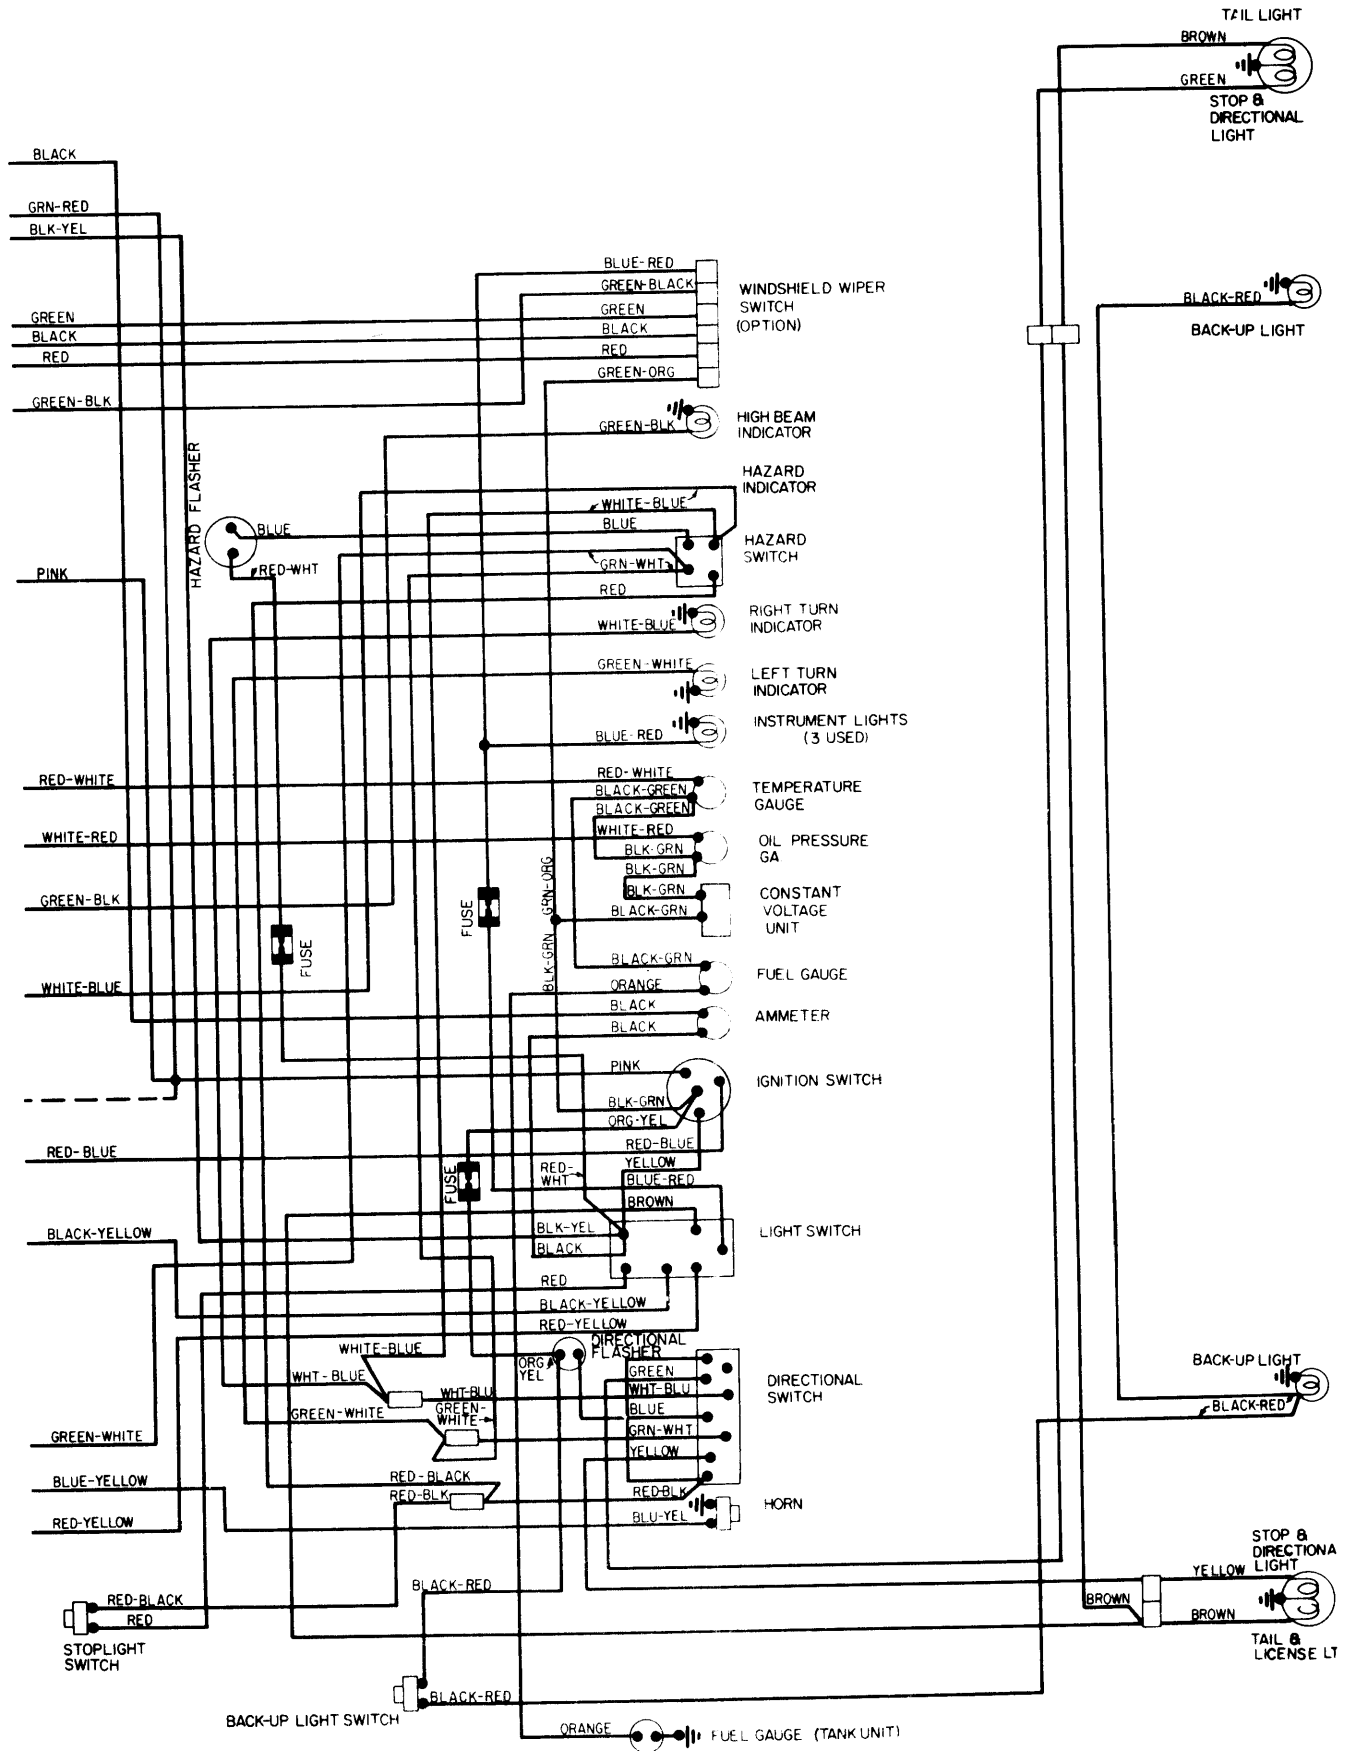 TAIL LIGHT
BROWN
GREEN
STOP &
DIRECTIONAL
LIGHT
BLACK
GRN-RED
BLK-YEL
BLUE-RED
GREEN-BLACK
WINDSHIELD WIPER
SWITCH
(OPTION)
GREEN
GREEN
BLACK
BLACK
RED
RED
GREEN-ORG
GREEN-BLK
BLACK-RED
BACK-UP LIGHT
GREEN-BLK
HIGH BEAM
INDICATOR
HAZARD FLASHER
HAZARD
INDICATOR
WHITE-BLUE
BLUE
BLUE
HAZARD
SWITCH
GRN-WHT
RED-WHT
PINK
RED
RIGHT TURN
INDICATOR
WHITE-BLUE
GREEN-WHITE
LEFT TURN
INDICATOR
INSTRUMENT LIGHTS
(3 USED)
BLUE-RED
RED-WHITE
RED-WHITE
BLACK-GREEN
BLACK-GREEN
TEMPERATURE
GAUGE
WHITE-RED
WHITE-RED
BLK-GRN
BLK-GRN
OIL PRESSURE
GA
BLK-GRN
BLACK-GRN
CONSTANT
VOLTAGE
UNIT
GREEN-BLK
FUSE
FUSE
GRN-ORG
BLK-GRN
BLACK-GRN
FUEL GAUGE
WHITE-BLUE
ORANGE
BLACK
BLACK
AMMETER
PINK
IGNITION SWITCH
BLK-GRN
ORG-YEL
RED-BLUE
RED-BLUE
YELLOW
RED-
WHT
BLUE-RED
FUSE
BROWN
BLACK-YELLOW
BLK-YEL
BLACK
LIGHT SWITCH
RED
BLACK-YELLOW
RED-YELLOW
DIRECTIONAL
FLASHER
WHITE-BLUE
ORG
YEL
WHT-BLUE
WHT-BLU
GREEN
WHT-BLU
DIRECTIONAL
SWITCH
GREEN-
WHITE
GREEN-WHITE
BLUE
GRN-WHT
YELLOW
BACK-UP LIGHT
BLACK-RED
GREEN-WHITE
BLUE-YELLOW
RED-BLACK
RED-BLK
RED-BLK
RED-YELLOW
BLU-YEL
HORN
STOP &
DIRECTIONA
LIGHT
YELLOW
BLACK-RED
BROWN
BROWN
TAIL &
LICENSE LT
RED-BLACK
RED
STOPLIGHT
SWITCH
BLACK-RED
BACK-UP LIGHT SWITCH
ORANGE
FUEL GAUGE (TANK UNIT)